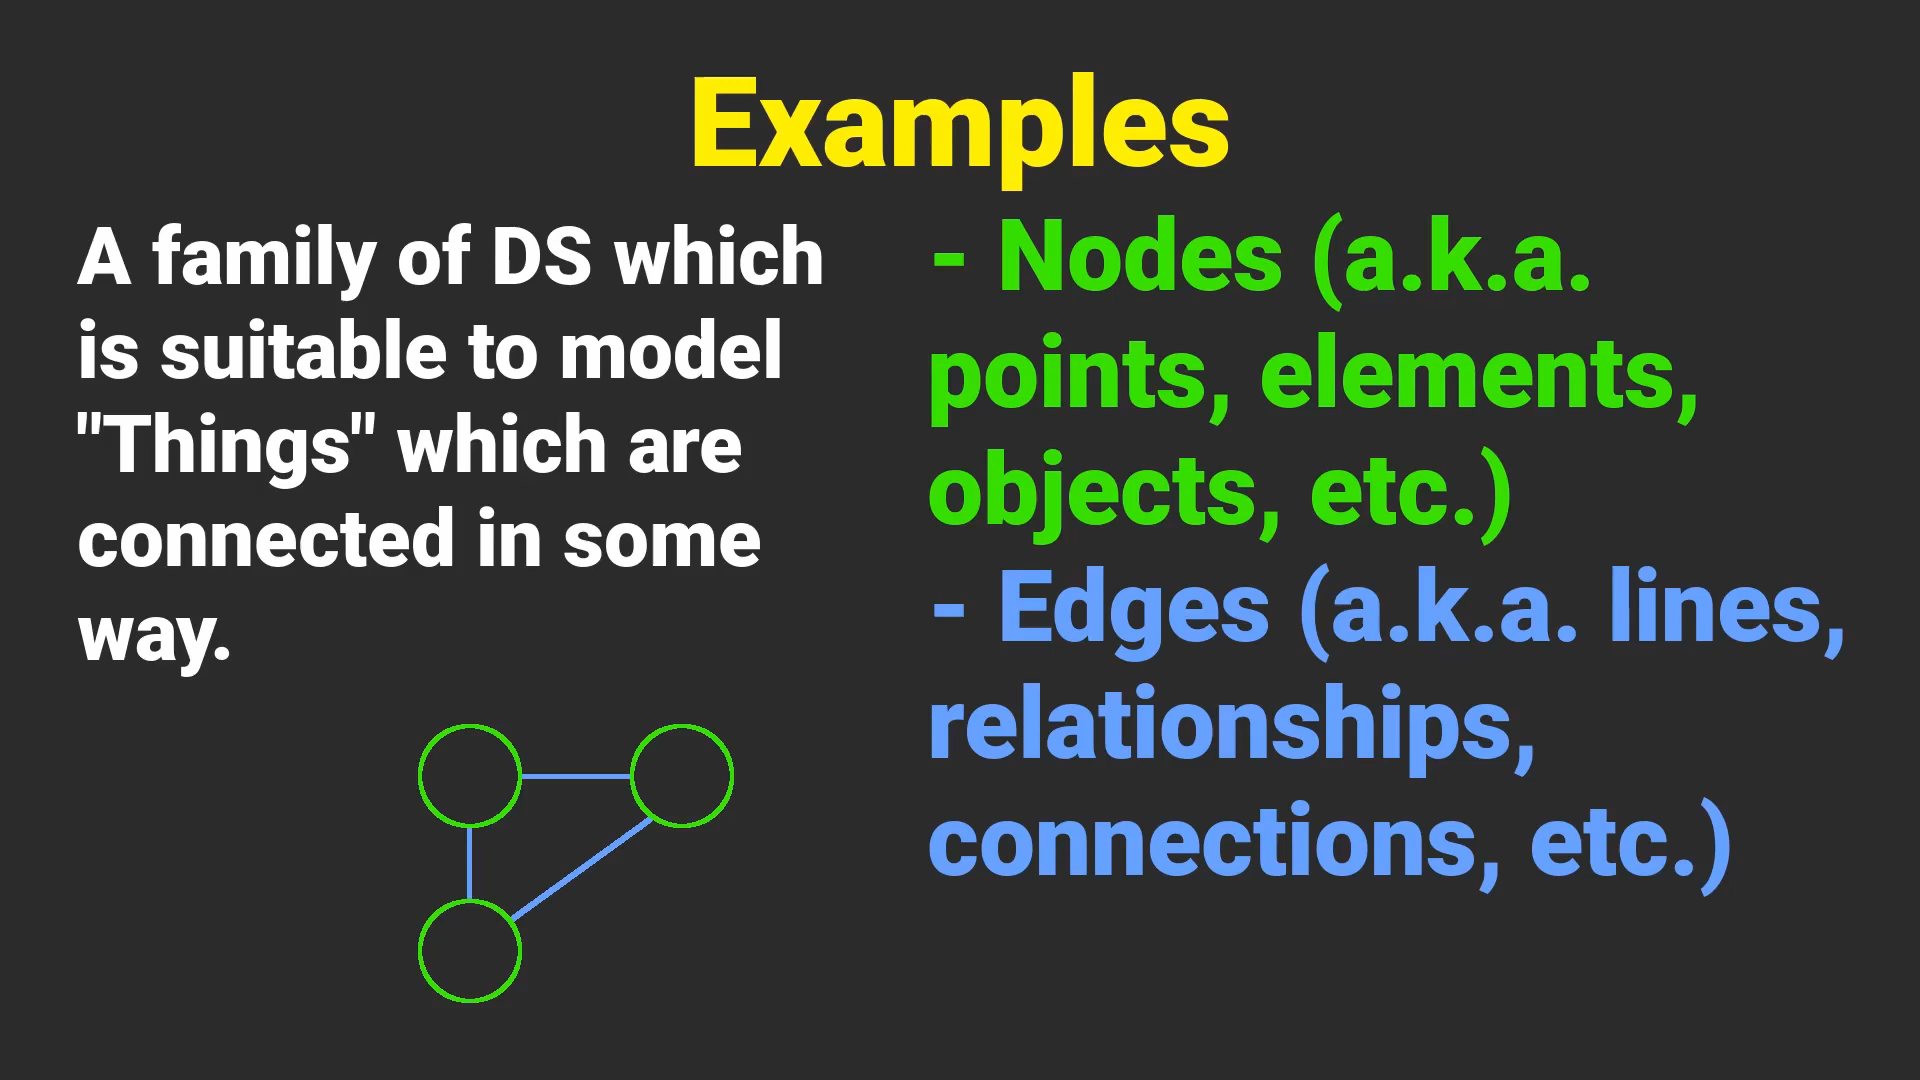 Examples
A family of DS which
is suitable to model
"Things" which are
connected in some
way.
- Nodes (a.k.a.
points, elements,
objects, etc.)
- Edges (a.k.a. lines,
relationships,
connections, etc.)